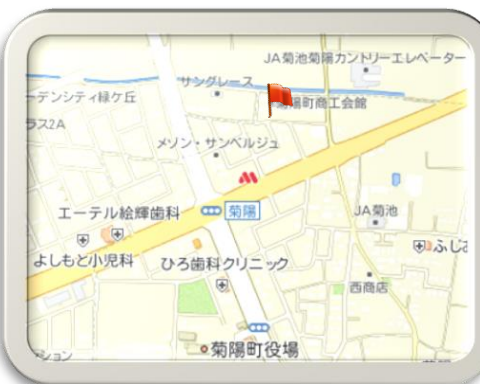 JA菊池菊陽カントリーエレベーター
サングレース
ーデンシティ緑ケ丘
陽町商工会館
ラス2A
メゾン・サンベルジュ
エーテル絵輝歯科
菊陽
JA菊池
よしもと小児科
ひろ歯科クリニック
ふじ
西商店
ション
菊陽町役場